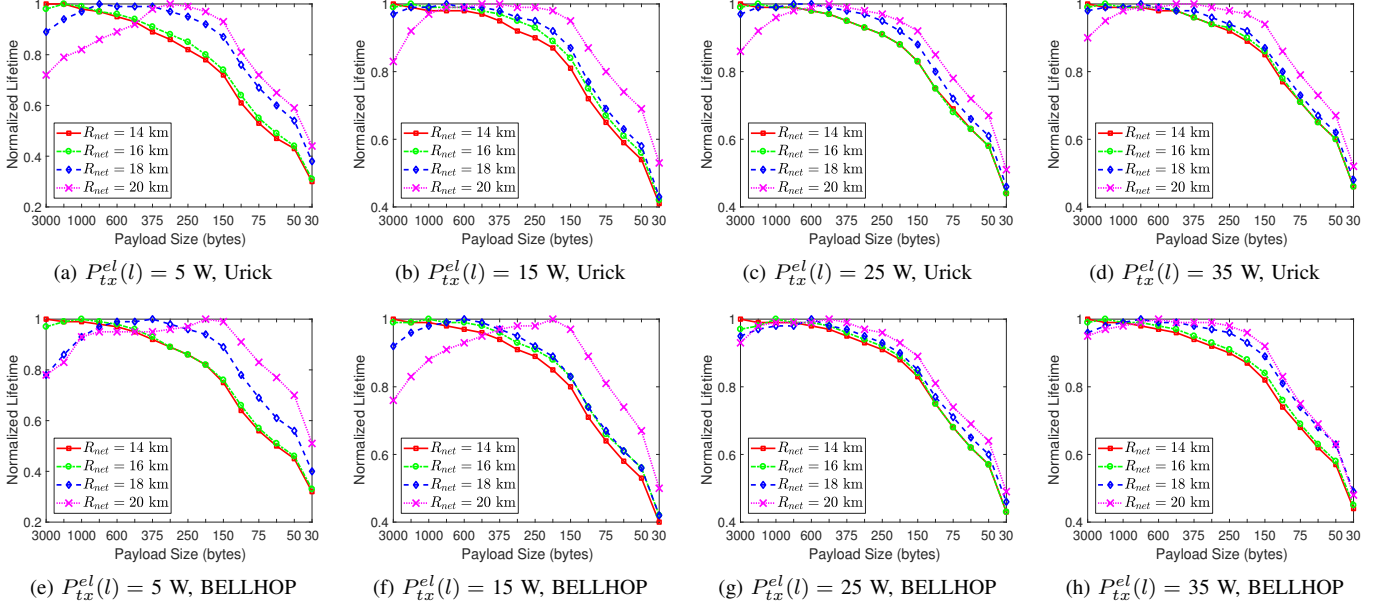 Normalized Lifetime
1
0.8
0.6
0.4
0.2
R_net = 14 km
R_net = 16 km
R_net = 18 km
R_net = 20 km
3000 1000 600 375 250 150 75 50 30
Payload Size (bytes)
(a) P_tx^el(l) = 5 W, Urick
Normalized Lifetime
1
0.8
0.6
0.4
R_net = 14 km
R_net = 16 km
R_net = 18 km
R_net = 20 km
3000 1000 600 375 250 150 75 50 30
Payload Size (bytes)
(b) P_tx^el(l) = 15 W, Urick
Normalized Lifetime
1
0.8
0.6
0.4
R_net = 14 km
R_net = 16 km
R_net = 18 km
R_net = 20 km
3000 1000 600 375 250 150 75 50 30
Payload Size (bytes)
(c) P_tx^el(l) = 25 W, Urick
Normalized Lifetime
1
0.8
0.6
0.4
R_net = 14 km
R_net = 16 km
R_net = 18 km
R_net = 20 km
3000 1000 600 375 250 150 75 50 30
Payload Size (bytes)
(d) P_tx^el(l) = 35 W, Urick
Normalized Lifetime
1
0.8
0.6
0.4
0.2
R_net = 14 km
R_net = 16 km
R_net = 18 km
R_net = 20 km
3000 1000 600 375 250 150 75 50 30
Payload Size (bytes)
(e) P_tx^el(l) = 5 W, BELLHOP
Normalized Lifetime
1
0.8
0.6
0.4
R_net = 14 km
R_net = 16 km
R_net = 18 km
R_net = 20 km
3000 1000 600 375 250 150 75 50 30
Payload Size (bytes)
(f) P_tx^el(l) = 15 W, BELLHOP
Normalized Lifetime
1
0.8
0.6
0.4
R_net = 14 km
R_net = 16 km
R_net = 18 km
R_net = 20 km
3000 1000 600 375 250 150 75 50 30
Payload Size (bytes)
(g) P_tx^el(l) = 25 W, BELLHOP
Normalized Lifetime
1
0.8
0.6
0.4
R_net = 14 km
R_net = 16 km
R_net = 18 km
R_net = 20 km
3000 1000 600 375 250 150 75 50 30
Payload Size (bytes)
(h) P_tx^el(l) = 35 W, BELLHOP